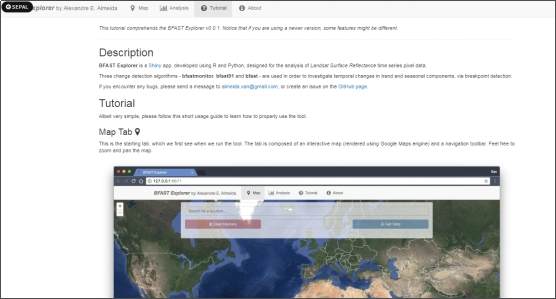 SEPAL
Explorer by Alexandre E. Almeida Map Analysis Tutorial About
This tutorial comprehends the BFAST Explorer v0.0.1. Notice that if you are using a newer version, some features might be different.
Description
BFAST Explorer is a Shiny app, developed using R and Python, designed for the analysis of Landsat Surface Reflectance time series pixel data.
Three change detection algorithms - bfastmonitor, bfast01 and bfast - are used in order to investigate temporal changes in trend and seasonal components, via breakpoint detection.
If you encounter any bugs, please send a message to almeida.xan@gmail.com, or create an issue on the GitHub page.
Tutorial
Albeit very simple, please follow this short usage guide to learn how to properly use the tool.
Map Tab
This is the starting tab, which we first see when we run the tool. The tab is composed of an interactive map (rendered using Google Maps engine) and a navigation toolbar. Feel free to
zoom and pan the map.
BFAST Explorer
127.0.0.1
BFAST Explorer by Alexandre E. Almeida Map Analysis Tutorial About
Search for a location...
Clear Markers Get Data